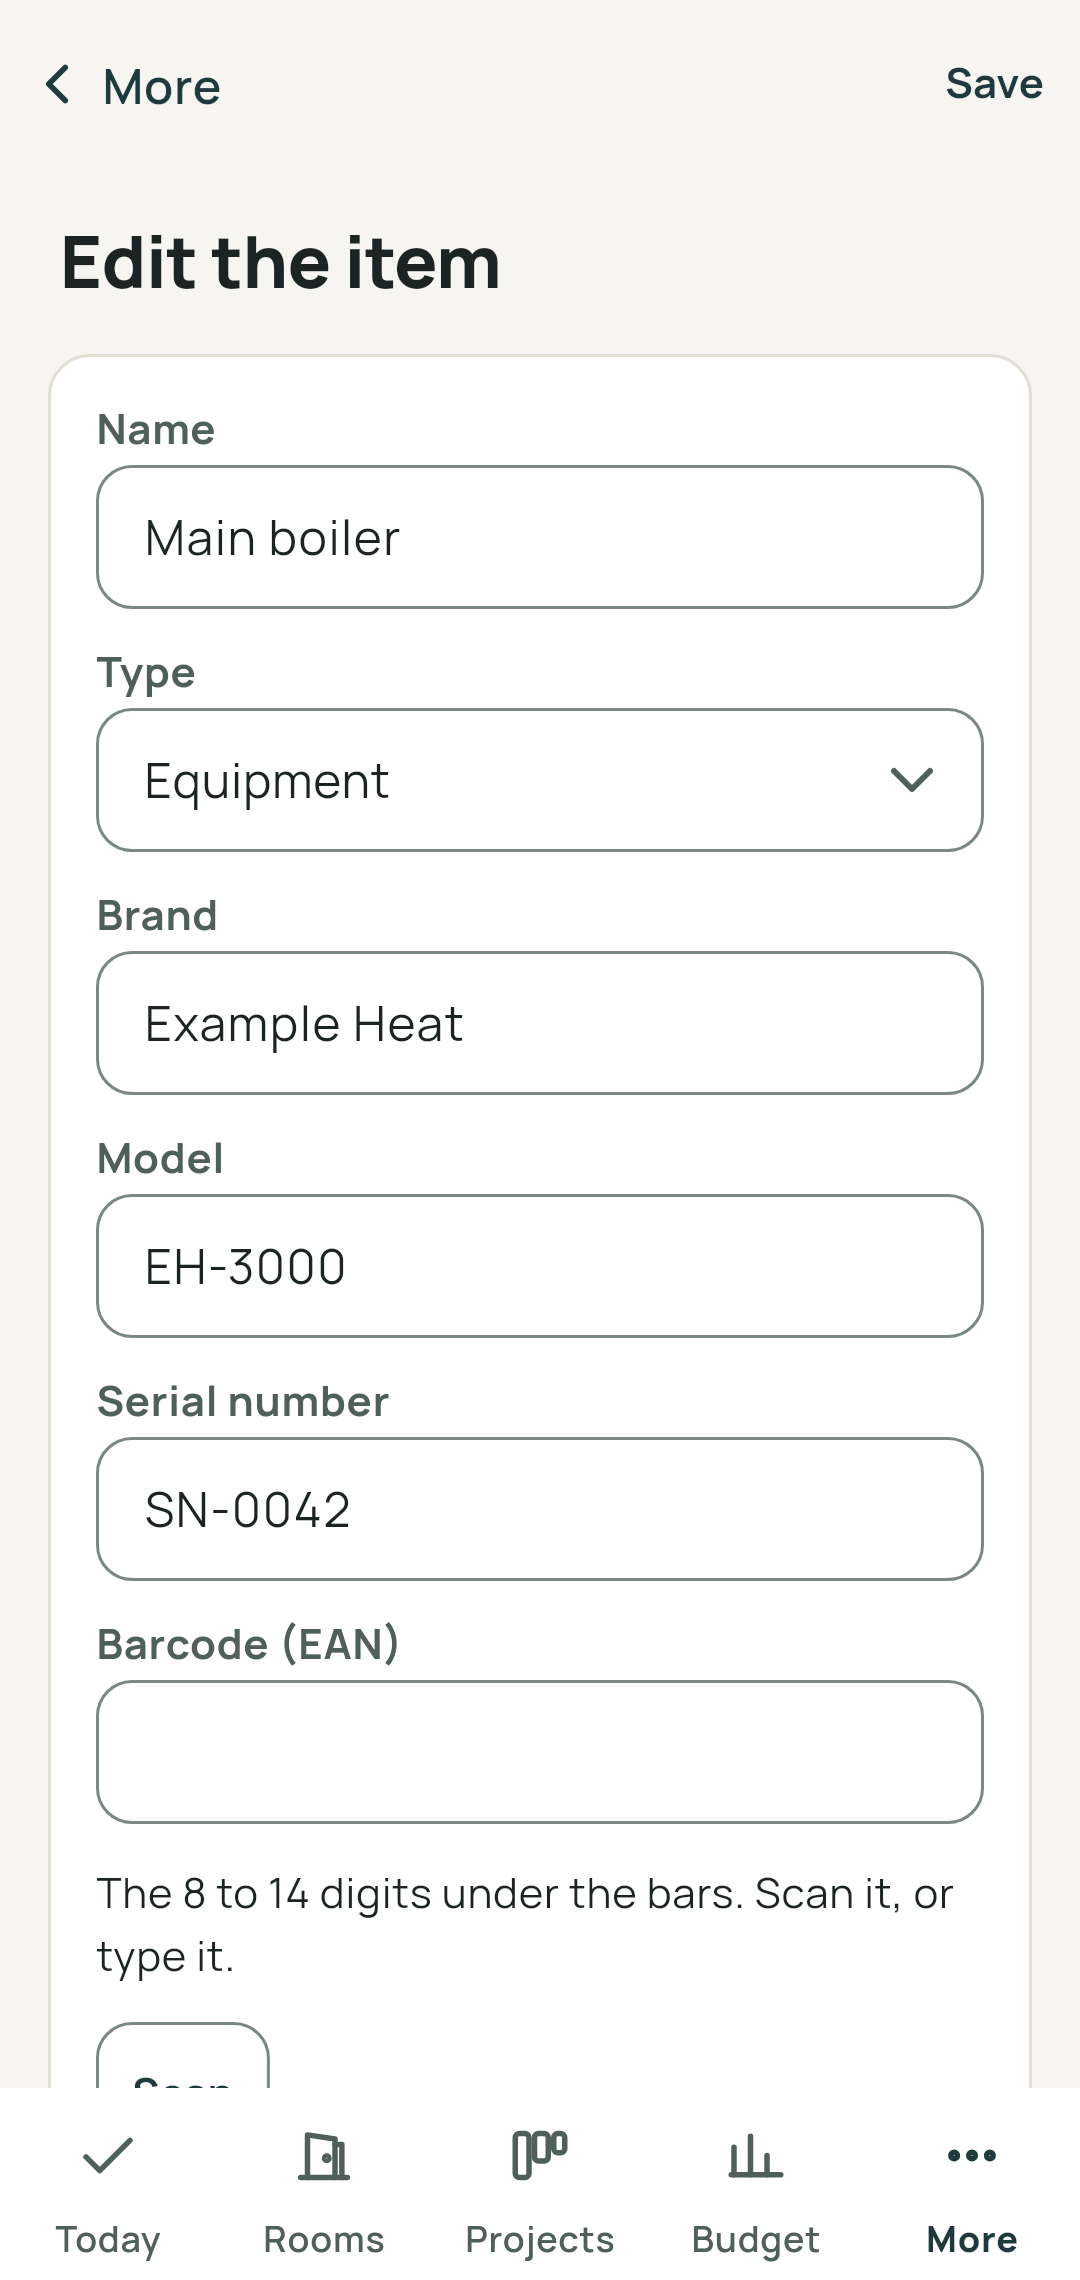 More
Save
Edit the item
Name
Main boiler
Type
Equipment
Brand
Example Heat
Model
EH-3000
Serial number
SN-0042
Barcode (EAN)
The 8 to 14 digits under the bars. Scan it, or
type it.
Scan
Today
Rooms
Projects
Budget
More